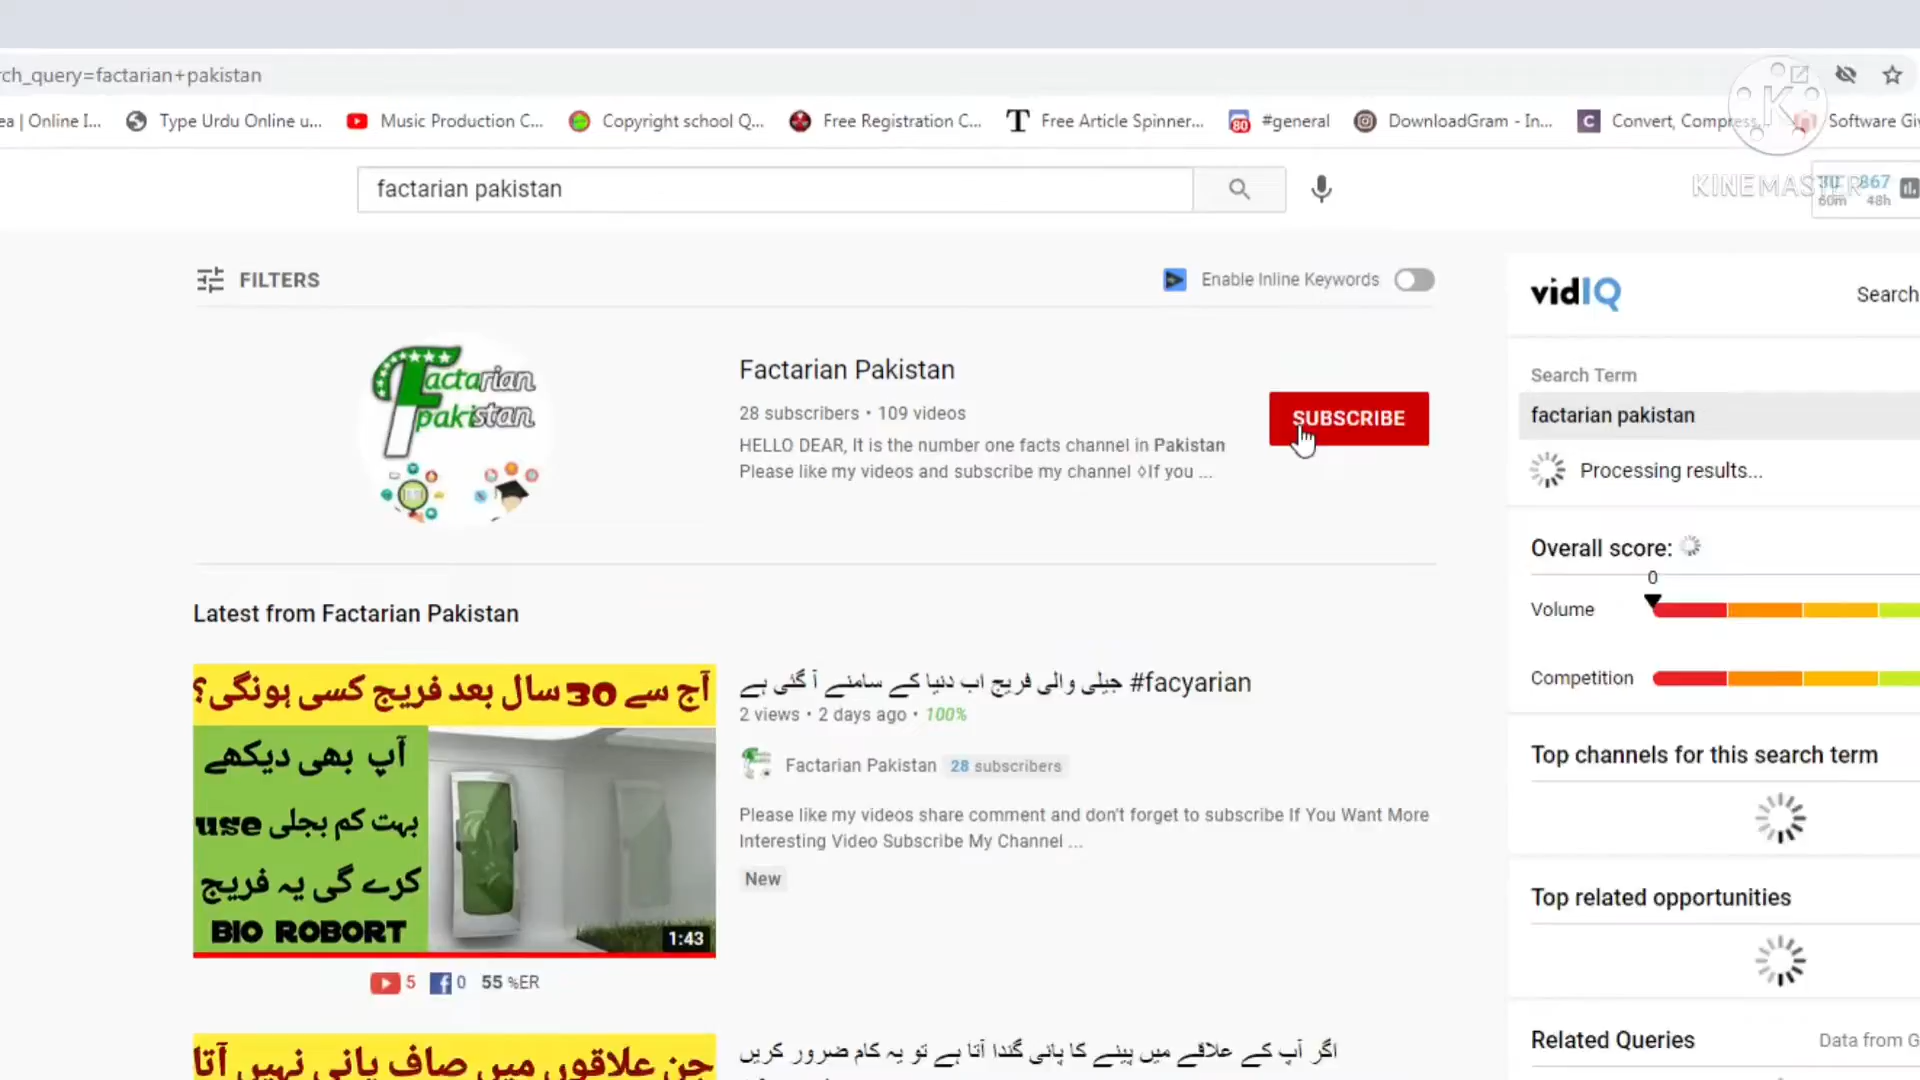 rch_query=factarian+pakistan
ea | Online I... Type Urdu Online u... Music Production C... Copyright school Q... Free Registration C... Free Article Spinner... #general DownloadGram - In... Convert, Compress... Software Giv
80
K
factarian pakistan
KINEMASTER 867
60m 48h
FILTERS
Enable Inline Keywords
vidIQ
Search
Factarian pakistan
Factarian Pakistan
28 subscribers • 109 videos
HELLO DEAR, It is the number one facts channel in Pakistan
Please like my videos and subscribe my channel ◊If you ...
SUBSCRIBE
Search Term
factarian pakistan
Processing results...
Overall score:
0
Volume
Competition
Top channels for this search term
Top related opportunities
Related Queries
Data from G
Latest from Factarian Pakistan
آج سے 30 سال بعد فریج کسی ہونگی؟
آپ بھی دیکھے
بہت کم بجلی use
کرے گی یہ فریج
BIO ROBORT
1:43
5 0 55 %ER
جیلی والی فریج اب دنیا کے سامنے آ گئی ہے #facyarian
2 views • 2 days ago • 100%
Factarian Pakistan 28 subscribers
Please like my videos share comment and don't forget to subscribe If You Want More
Interesting Video Subscribe My Channel ...
New
جن علاقوں میں صاف پانی نہیں آتا
اگر آپ کے علاقے میں پینے کا پانی گندا آتا ہے تو یہ کام ضرور کریں